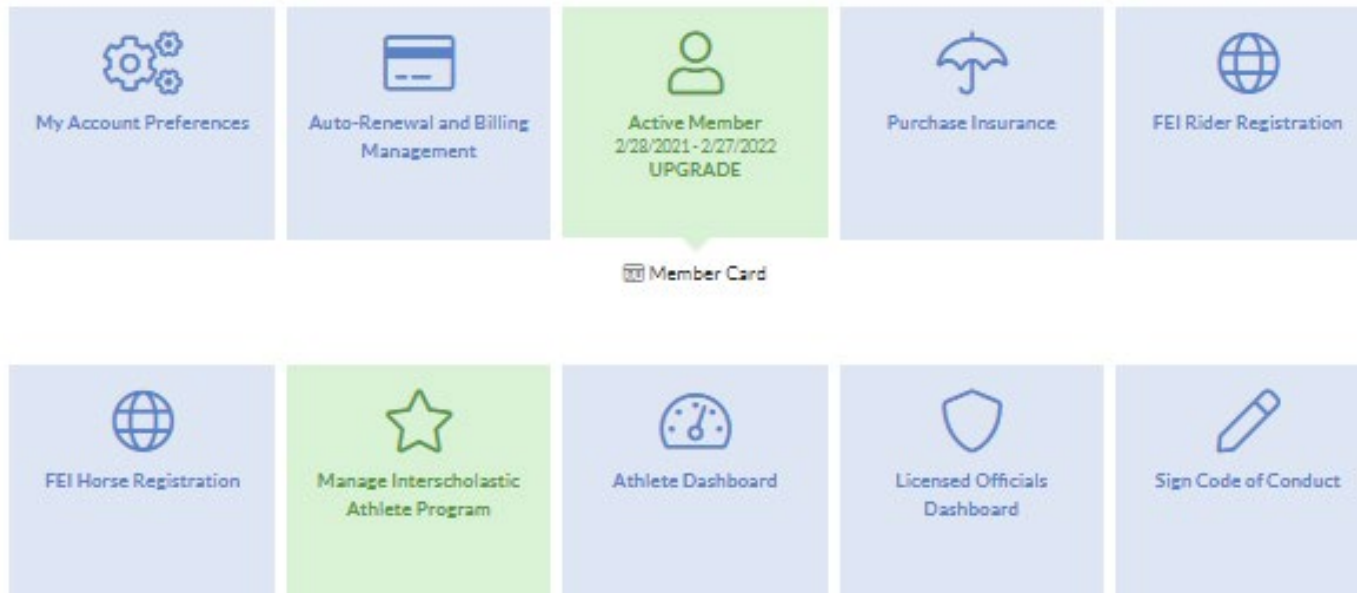 My Account Preferences
Auto-Renewal and Billing
Management
Active Member
2/28/2021 - 2/27/2022
UPGRADE
Purchase Insurance
FEI Rider Registration
Member Card
FEI Horse Registration
Manage Interscholastic
Athlete Program
Athlete Dashboard
Licensed Officials
Dashboard
Sign Code of Conduct